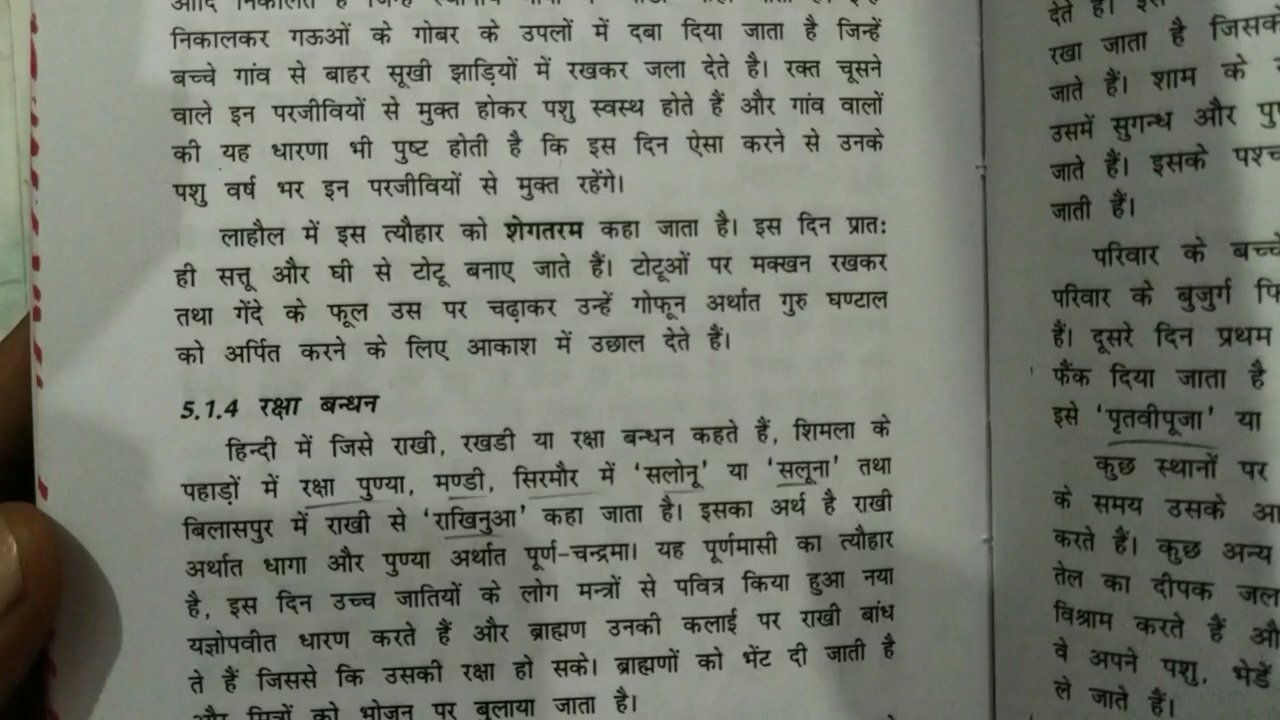 निकालकर गऊओं के गोबर के उपलों में दबा दिया जाता है जिन्हें
बच्चे गांव से बाहर सूखी झाड़ियों में रखकर जला देते है। रक्त चूसने
वाले इन परजीवियों से मुक्त होकर पशु स्वस्थ होते हैं और गांव वालों
की यह धारणा भी पुष्ट होती है कि इस दिन ऐसा करने से उनके
पशु वर्ष भर इन परजीवियों से मुक्त रहेंगे।
लाहौल में इस त्यौहार को शेगतरम कहा जाता है। इस दिन प्रातः
ही सत्तू और घी से टोटू बनाए जाते हैं। टोटूओं पर मक्खन रखकर
तथा गेंदे के फूल उस पर चढ़ाकर उन्हें गोफून अर्थात गुरु घण्टाल
को अर्पित करने के लिए आकाश में उछाल देते हैं।
5.1.4 रक्षा बन्धन
हिन्दी में जिसे राखी, रखडी या रक्षा बन्धन कहते हैं, शिमला के
पहाड़ों में रक्षा पुण्या, मण्डी, सिरमौर में 'सलोनू' या 'सलूना' तथा
बिलासपुर में राखी से 'राखिनुआ' कहा जाता है। इसका अर्थ है राखी
अर्थात धागा और पुण्या अर्थात पूर्ण-चन्द्रमा। यह पूर्णमासी का त्यौहार
है, इस दिन उच्च जातियों के लोग मन्त्रों से पवित्र किया हुआ नया
यज्ञोपवीत धारण करते हैं और ब्राह्मण उनकी कलाई पर राखी बांध
ते हैं जिससे कि उसकी रक्षा हो सके। ब्राह्मणों को भेंट दी जाती है
और मित्रों को भोजन पर बुलाया जाता है।
देते हैं।
रखा जाता है
जाते हैं। शाम के
उसमें सुगन्ध और
जाते हैं। इसके
जाती हैं।
परिवार के
परिवार के बुजुर्ग
हैं। दूसरे दिन प्रथम
फैंक दिया जाता है
इसे 'पृतवीपूजा' या
कुछ स्थानों पर
के समय उसके
करते हैं। कुछ अन्य
तेल का दीपक
विश्राम करते हैं
वे अपने पशु, भेड़ें
ले जाते हैं।